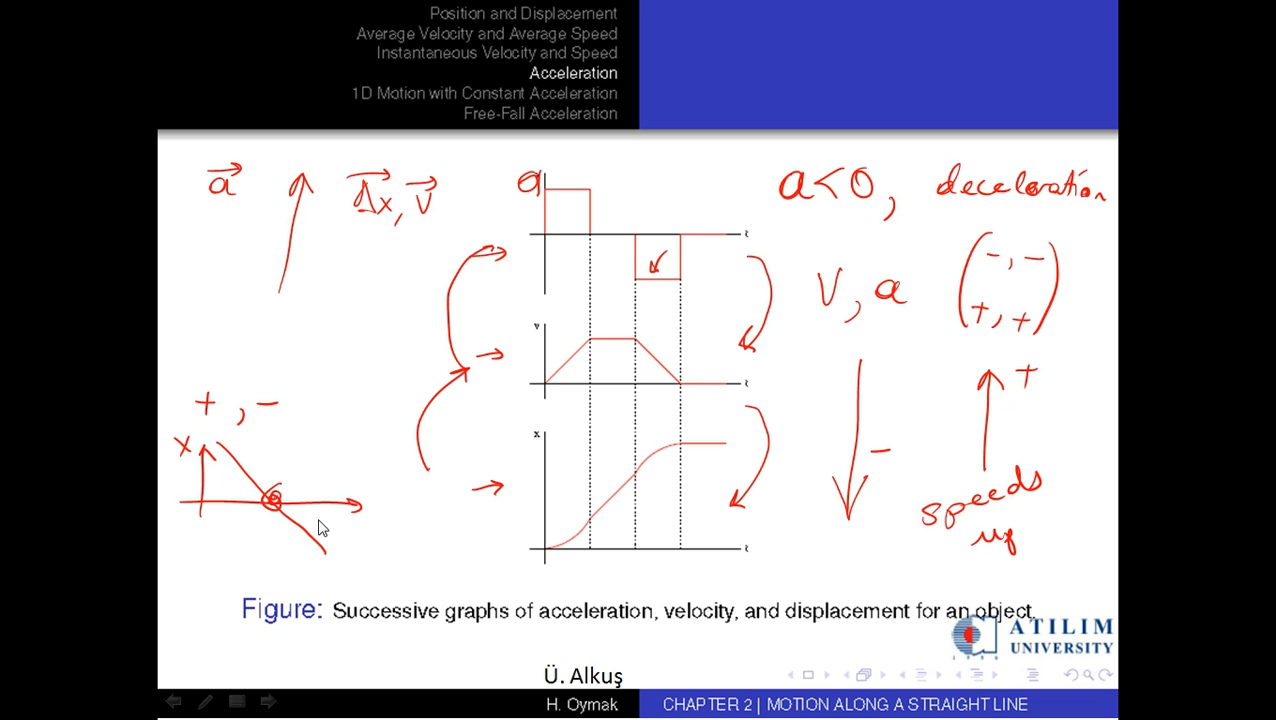 Position and Displacement
Average Velocity and Average Speed
Instantaneous Velocity and Speed
Acceleration
1D Motion with Constant Acceleration
Free-Fall Acceleration
a
Δx, v
a
a<0, deceleration
t
v, a
(-, -
+, +)
v
t
+
-
+, -
x
x
speeds
up
t
Figure: Successive graphs of acceleration, velocity, and displacement for an object.
ATILIM
UNIVERSITY
Ü. Alkuş
H. Oymak
CHAPTER 2 | MOTION ALONG A STRAIGHT LINE